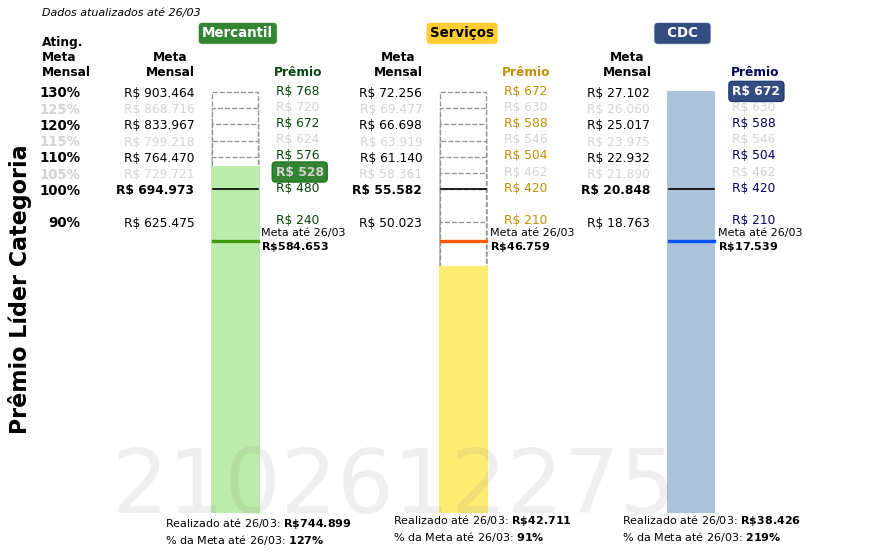 Dados atualizados até 26/03
Mercantil Serviços CDC
Ating. Meta Mensal
Meta Mensal Prêmio Meta Mensal Prêmio Meta Mensal Prêmio
130% R$ 903.464 R$ 768 R$ 72.256 R$ 672 R$ 27.102 R$ 672
125% R$ 868.716 R$ 720 R$ 69.477 R$ 630 R$ 26.060 R$ 630
120% R$ 833.967 R$ 672 R$ 66.698 R$ 588 R$ 25.017 R$ 588
115% R$ 799.218 R$ 624 R$ 63.919 R$ 546 R$ 23.975 R$ 546
110% R$ 764.470 R$ 576 R$ 61.140 R$ 504 R$ 22.932 R$ 504
105% R$ 729.721 R$ 528 R$ 58.361 R$ 462 R$ 21.890 R$ 462
100% R$ 694.973 R$ 480 R$ 55.582 R$ 420 R$ 20.848 R$ 420
90% R$ 625.475 R$ 240 R$ 50.023 R$ 210 R$ 18.763 R$ 210
Meta até 26/03 Meta até 26/03 Meta até 26/03
R$584.653 R$46.759 R$17.539
Prêmio Líder Categoria
2102612275
Realizado até 26/03: R$744.899 Realizado até 26/03: R$42.711 Realizado até 26/03: R$38.426
% da Meta até 26/03: 127% % da Meta até 26/03: 91% % da Meta até 26/03: 219%